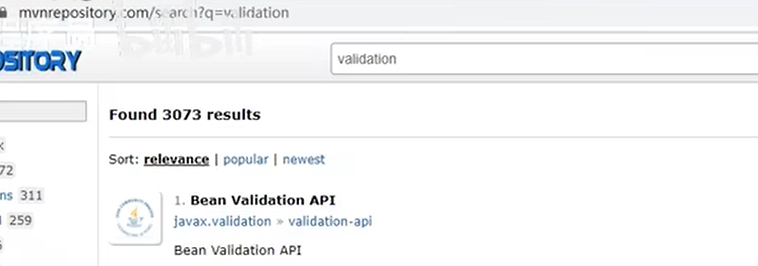 mvnrepository.com/search?q=validation
OSITORY
validation
Found 3073 results
Sort: relevance | popular | newest
72
ns 311
259
1. Bean Validation API
javax.validation » validation-api
Bean Validation API